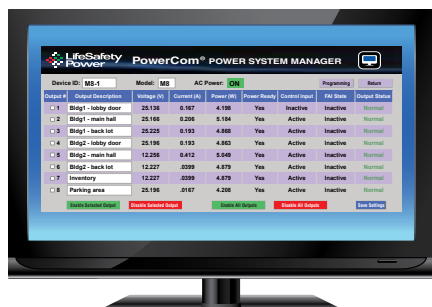 LifeSafety Power PowerCom® POWER SYSTEM MANAGER
Device ID: M8-1 Model: M8 AC Power: ON Programming Return
Output # Output Description Voltage (V) Current (A) Power (W) Power Ready Control Input FAI State Output Status
1 Bldg1 - lobby door 25.136 0.167 4.198 Yes Inactive Inactive Normal
2 Bldg1 - main hall 25.166 0.206 5.184 Yes Active Inactive Normal
3 Bldg1 - back lot 25.225 0.193 4.868 Yes Active Inactive Normal
4 Bldg2 - lobby door 25.196 0.193 4.863 Yes Active Inactive Normal
5 Bldg2 - main hall 12.256 0.412 5.049 Yes Active Inactive Normal
6 Bldg2 - back lot 12.227 .0399 4.879 Yes Active Inactive Normal
7 Inventory 12.227 .0399 4.879 Yes Active Inactive Normal
8 Parking area 25.196 .0167 4.208 Yes Active Inactive Normal
Enable Selected Output Disable Selected Output Enable All Outputs Disable All Outputs Save Settings